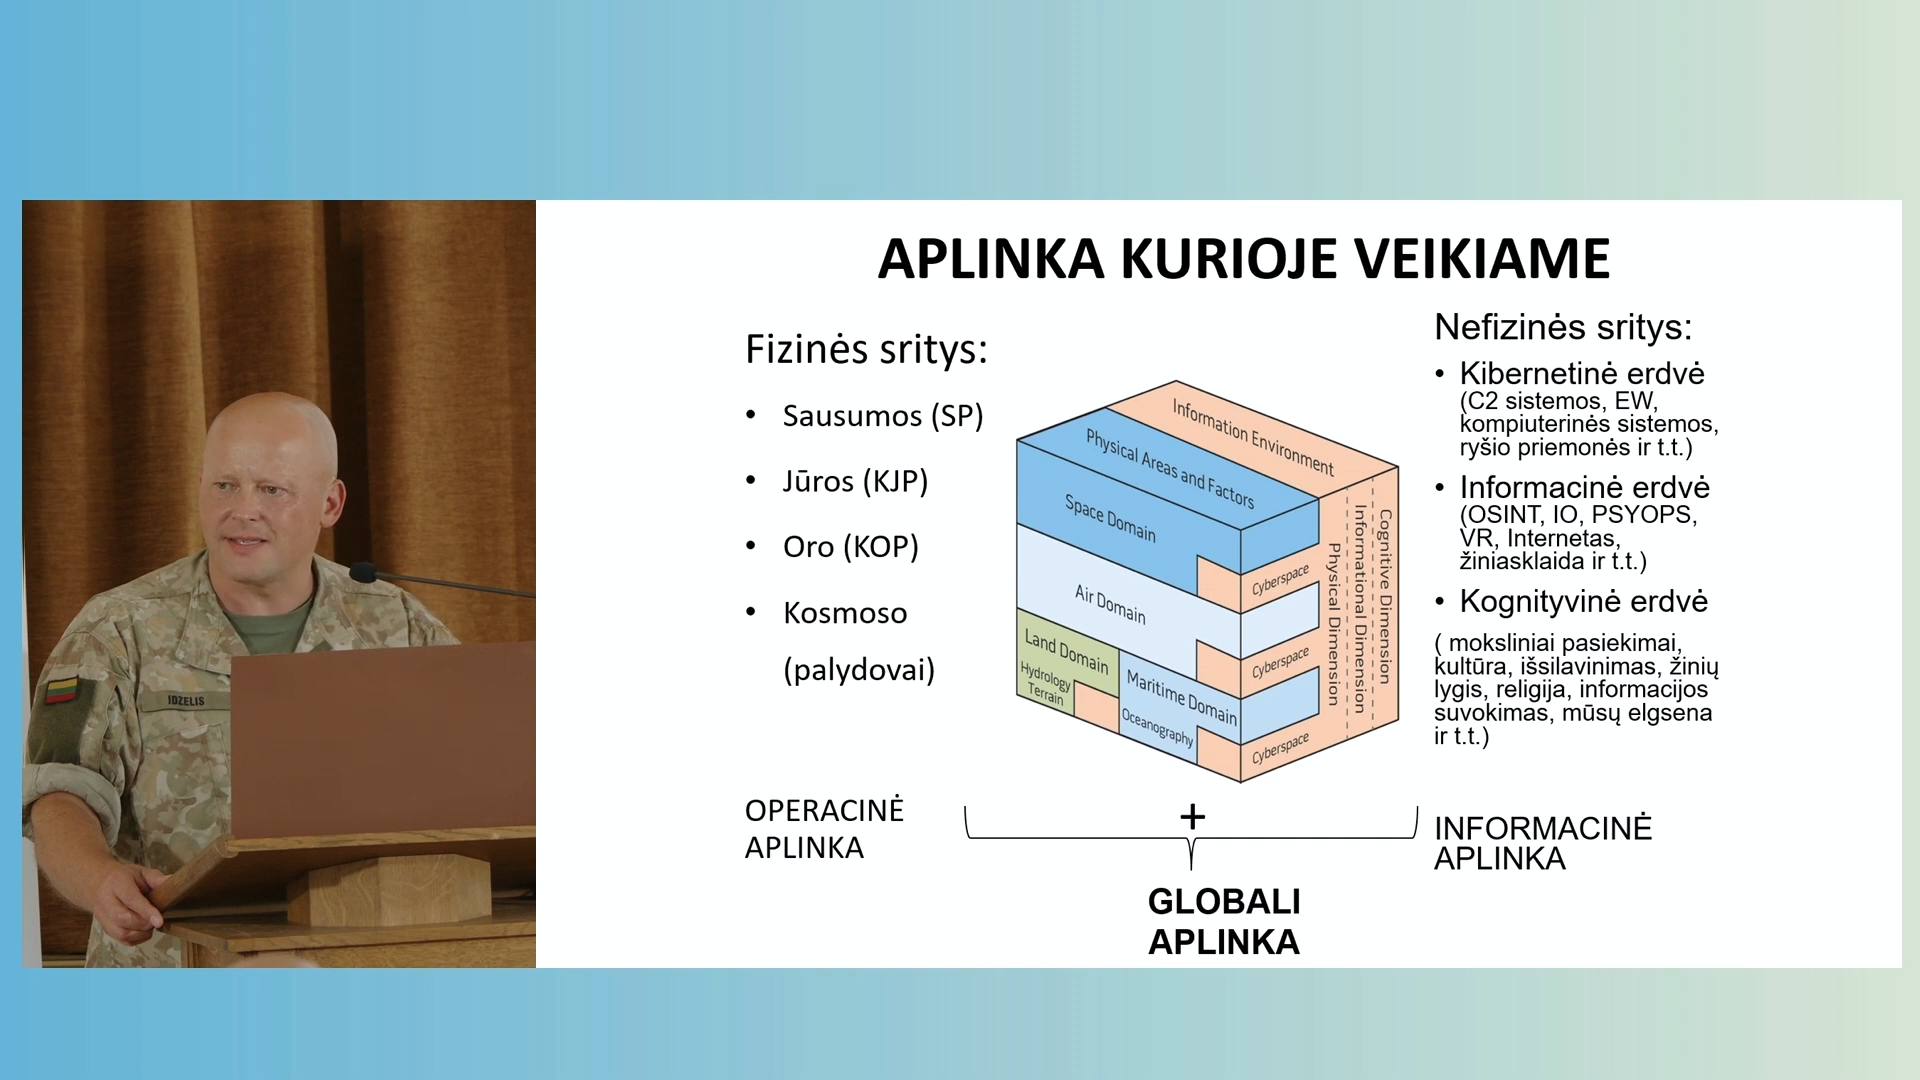 APLINKA KURIOJE VEIKIAME
Fizinės sritys:
• Sausumos (SP)
• Jūros (KJP)
• Oro (KOP)
• Kosmoso
(palydovai)
OPERACINĖ
APLINKA
Information Environment
Physical Areas and Factors
Space Domain
Air Domain
Land Domain
Hydrology
Terrain
Maritime Domain
Oceanography
Cyberspace
Cyberspace
Cyberspace
Physical Dimension
Informational Dimension
Cognitive Dimension
Nefizinės sritys:
• Kibernetinė erdvė
(C2 sistemos, EW,
kompiuterinės sistemos,
ryšio priemonės ir t.t.)
• Informacinė erdvė
(OSINT, IO, PSYOPS,
VR, Internetas,
žiniasklaida ir t.t.)
• Kognityvinė erdvė
( moksliniai pasiekimai,
kultūra, išsilavinimas, žinių
lygis, religija, informacijos
suvokimas, mūsų elgsena
ir t.t.)
INFORMACINĖ
APLINKA
+
GLOBALI
APLINKA
IDZELIS